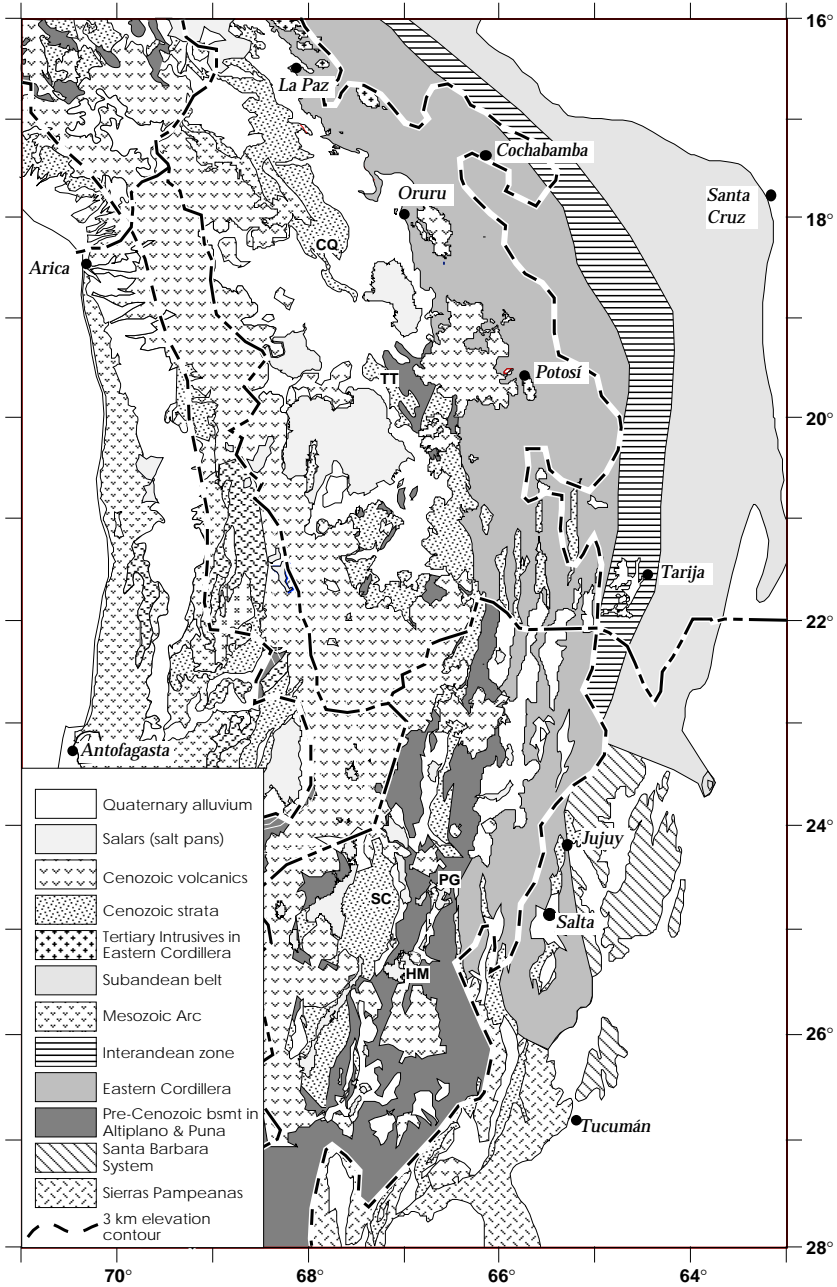 16°
La Paz
Cochabamba
Santa
Cruz
Oruru
18°
CQ
Arica
TT
Potosí
20°
Tarija
22°
Antofagasta
24°
Jujuy
PG
SC
Salta
HM
26°
Tucumán
28°
Quaternary alluvium
Salars (salt pans)
Cenozoic volcanics
Cenozoic strata
Tertiary Intrusives in
Eastern Cordillera
Subandean belt
Mesozoic Arc
Interandean zone
Eastern Cordillera
Pre-Cenozoic bsmt in
Altiplano & Puna
Santa Barbara
System
Sierras Pampeanas
3 km elevation
contour
70° 68° 66° 64°